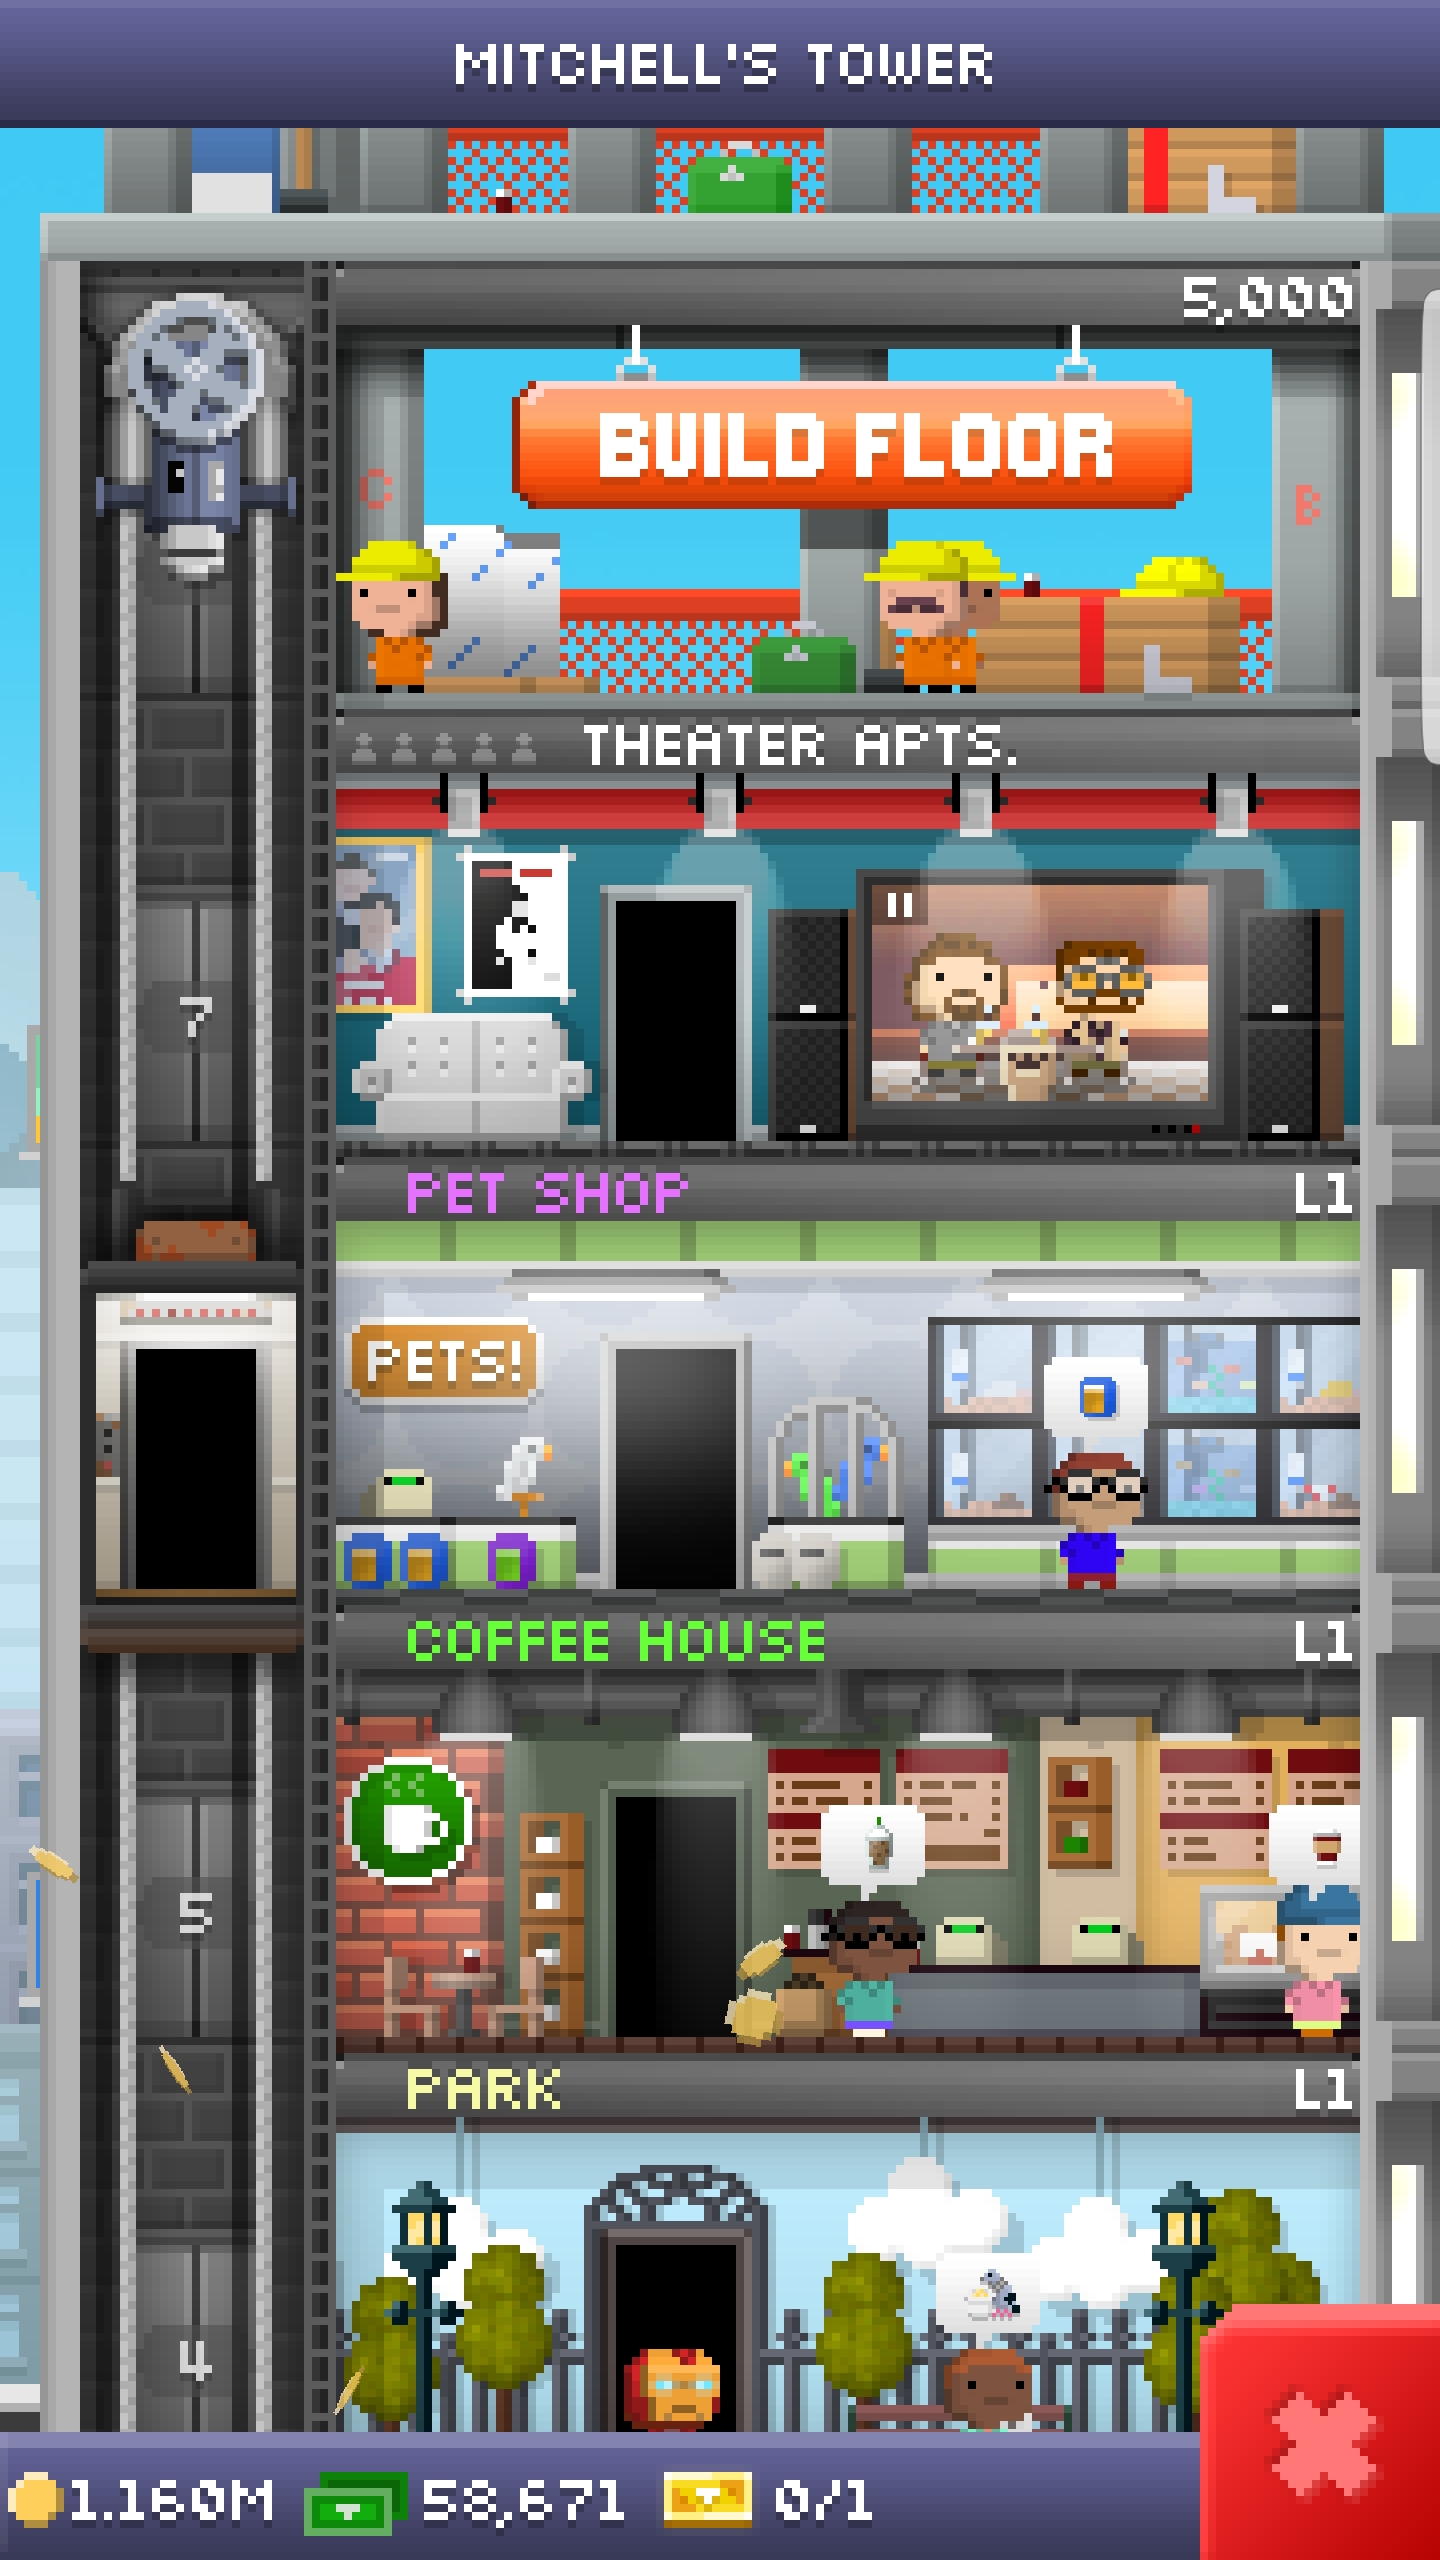 MITCHELL'S TOWER
5,000
BUILD FLOOR
C
B
THEATER APTS.
7
PET SHOP L1
PETS!
COFFEE HOUSE L1
5
PARK L1
4
1.160M 58,671 0/1